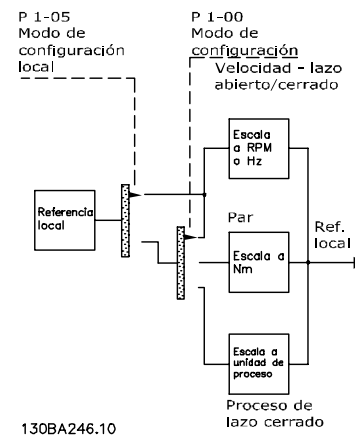 P 1-05
Modo de
configuración
local
P 1-00
Modo de
configuración
Velocidad - lazo
abierto/cerrado
Escala
a RPM
o Hz
Referencia
local
Par
Escala a
Nm
Ref.
local
Escala a
unidad de
proceso
Proceso de
lazo cerrado
130BA246.10